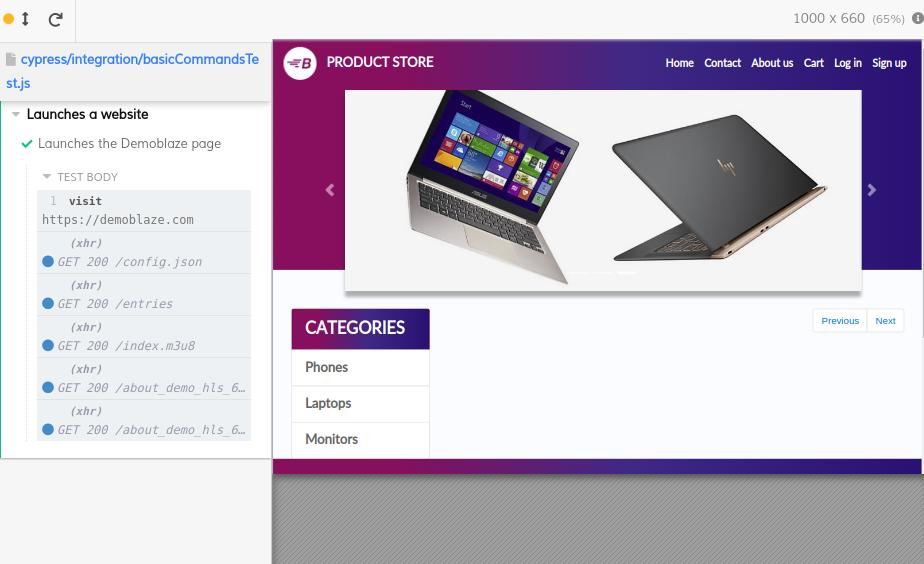 1000 x 660 (65%)
cypress/integration/basicCommandsTe
st.js
Launches a website
Launches the Demoblaze page
TEST BODY
1 visit
https://demoblaze.com
(xhr)
GET 200 /config.json
(xhr)
GET 200 /entries
(xhr)
GET 200 /index.m3u8
(xhr)
GET 200 /about_demo_hls_6…
(xhr)
GET 200 /about_demo_hls_6…
PRODUCT STORE
Home Contact About us Cart Log in Sign up
Start
CATEGORIES
Phones
Laptops
Monitors
Previous Next